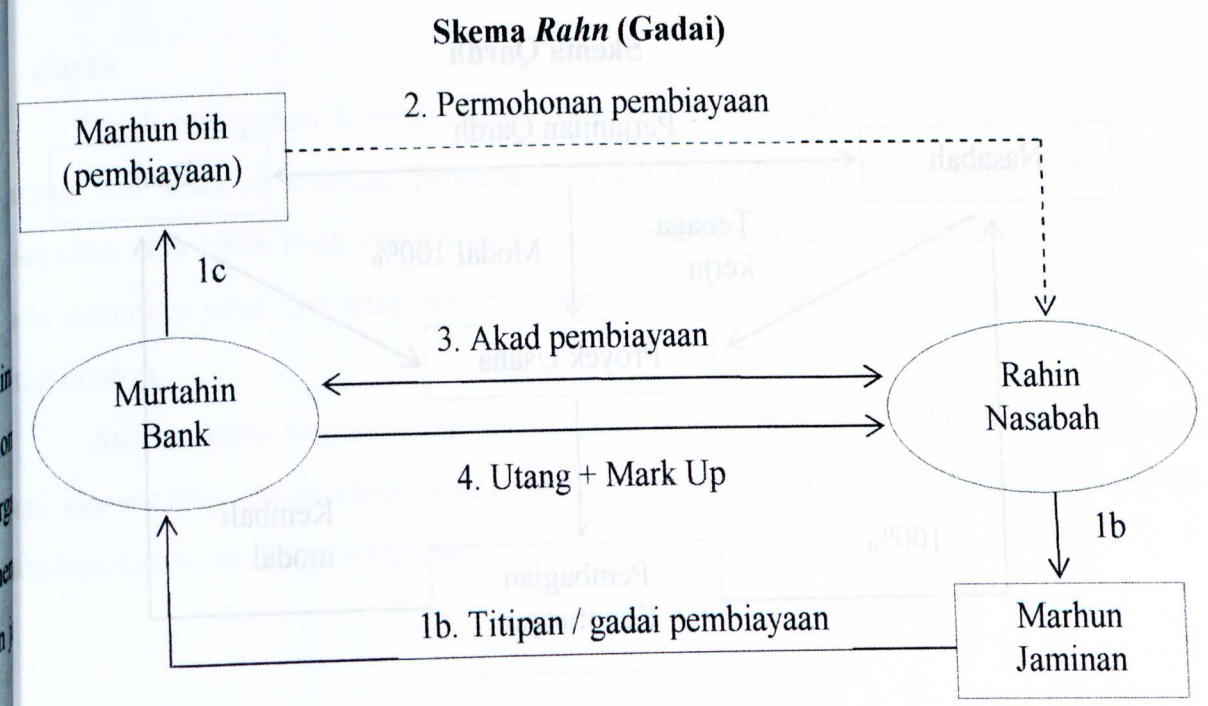 Skema Rahn (Gadai)
2. Permohonan pembiayaan
Marhun bih
(pembiayaan)
1c
3. Akad pembiayaan
Murtahin
Bank
Rahin
Nasabah
4. Utang + Mark Up
1b
1b. Titipan / gadai pembiayaan
Marhun
Jaminan